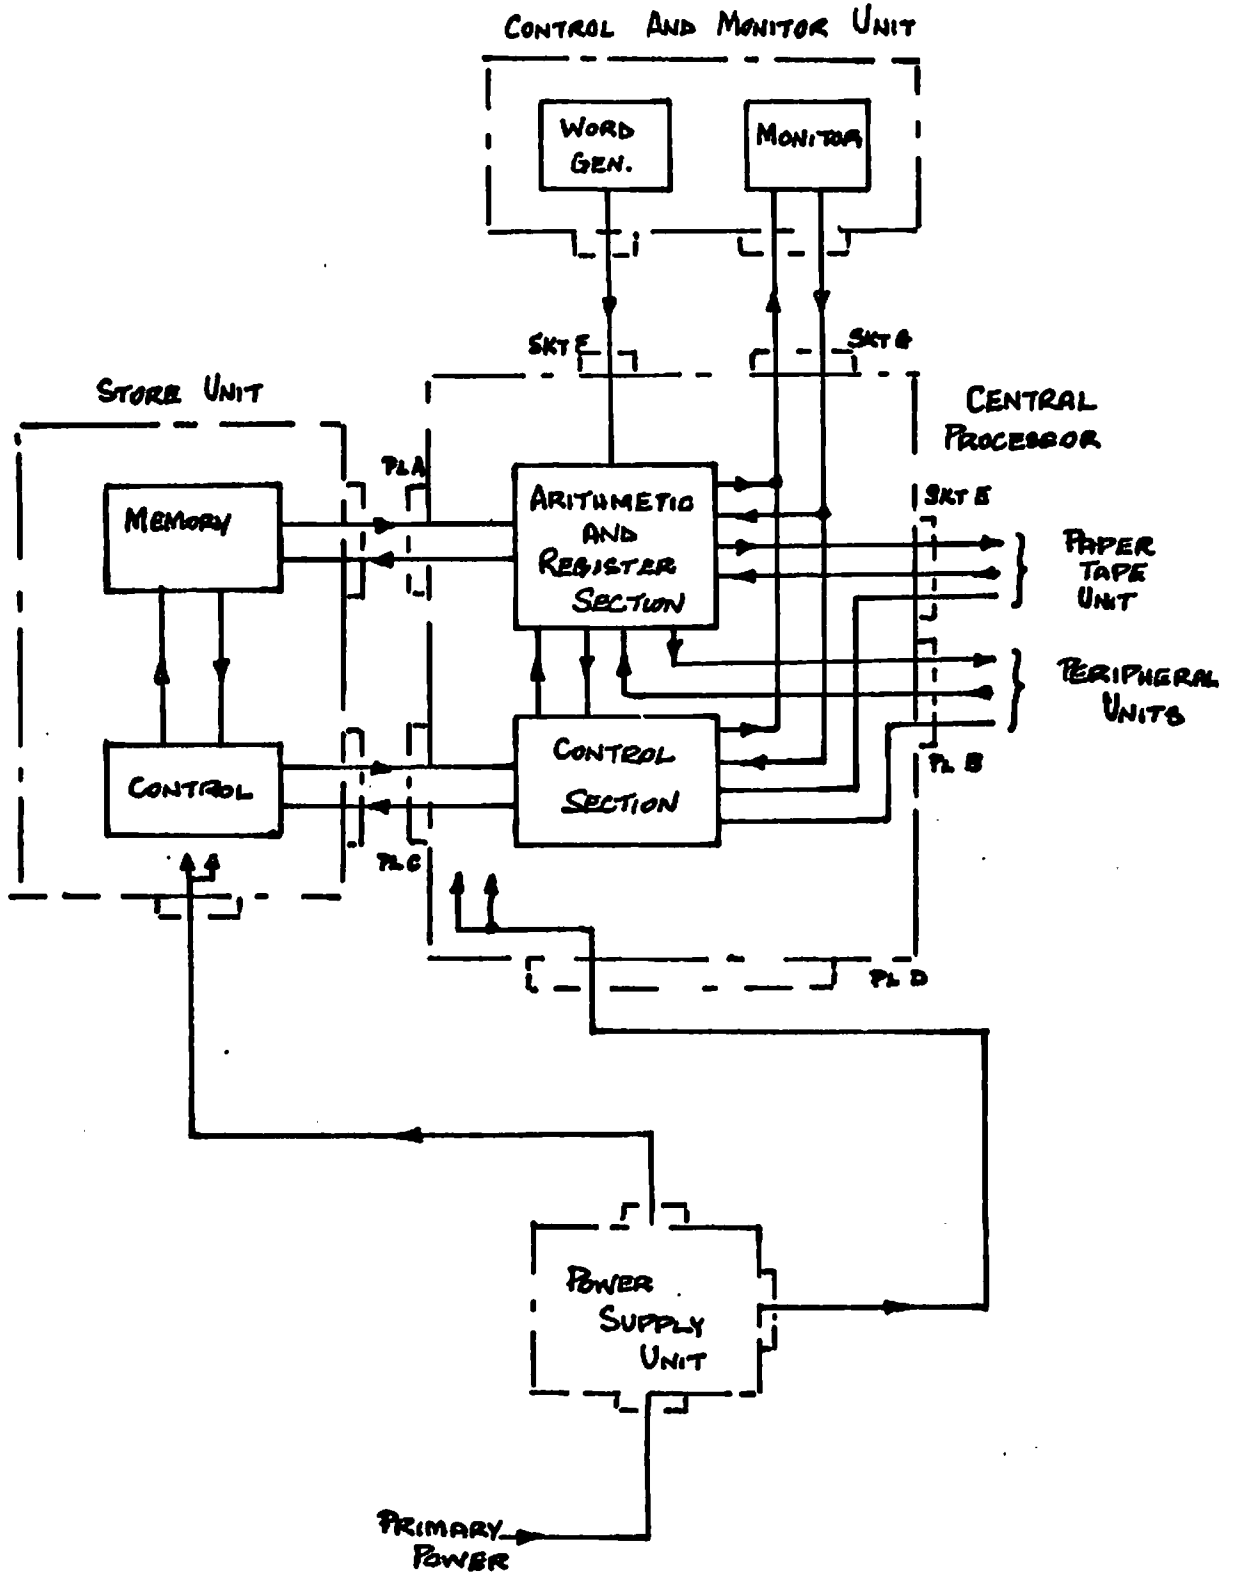 CONTROL AND MONITOR UNIT
WORD
GEN.
MONITOR
SKT F
SKT G
STORE UNIT
CENTRAL
PROCESSOR
PL A
MEMORY
ARITHMETIC
AND
REGISTER
SECTION
SKT E
PAPER
TAPE
UNIT
PERIPHERAL
UNITS
CONTROL
SECTION
PL B
CONTROL
PL C
PL D
POWER
SUPPLY
UNIT
PRIMARY
POWER